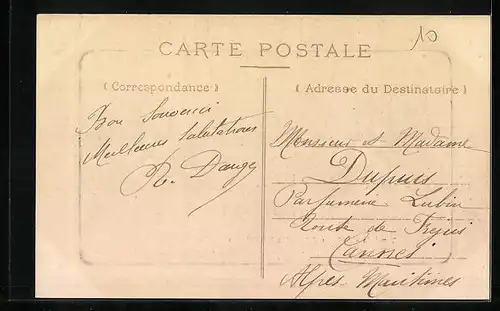 CARTE POSTALE
10
( Correspondance )
( Adresse du Destinataire )
Bon Souvenir
Meilleures Salutations
R. Danger
Monsieur et Madame
Dupuis
Parfumerie Lubin
Route de Fréjus
Cannes
Alpes Maritimes